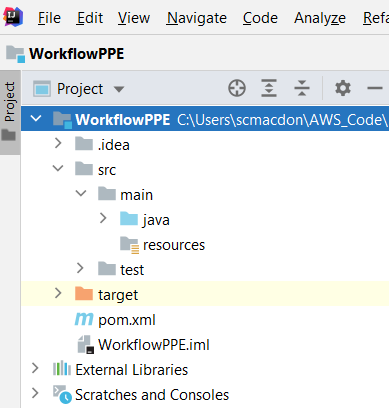 File Edit View Navigate Code Analyze Refa
WorkflowPPE
Project
Project
WorkflowPPE C:\Users\scmacdon\AWS_Code\
.idea
src
main
java
resources
test
target
pom.xml
WorkflowPPE.iml
External Libraries
Scratches and Consoles